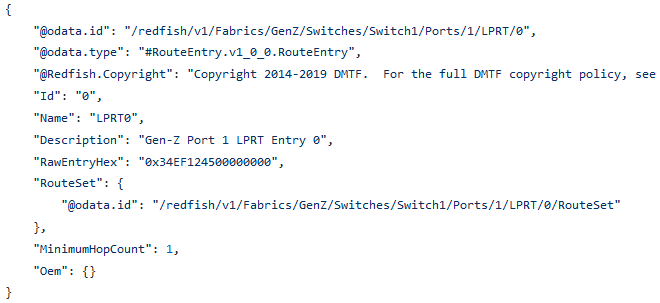 {
"@odata.id": "/redfish/v1/Fabrics/GenZ/Switches/Switch1/Ports/1/LPRT/0",
"@odata.type": "#RouteEntry.v1_0_0.RouteEntry",
"@Redfish.Copyright": "Copyright 2014-2019 DMTF.  For the full DMTF copyright policy, see
"Id": "0",
"Name": "LPRT0",
"Description": "Gen-Z Port 1 LPRT Entry 0",
"RawEntryHex": "0x34EF124500000000",
"RouteSet": {
"@odata.id": "/redfish/v1/Fabrics/GenZ/Switches/Switch1/Ports/1/LPRT/0/RouteSet"
},
"MinimumHopCount": 1,
"Oem": {}
}